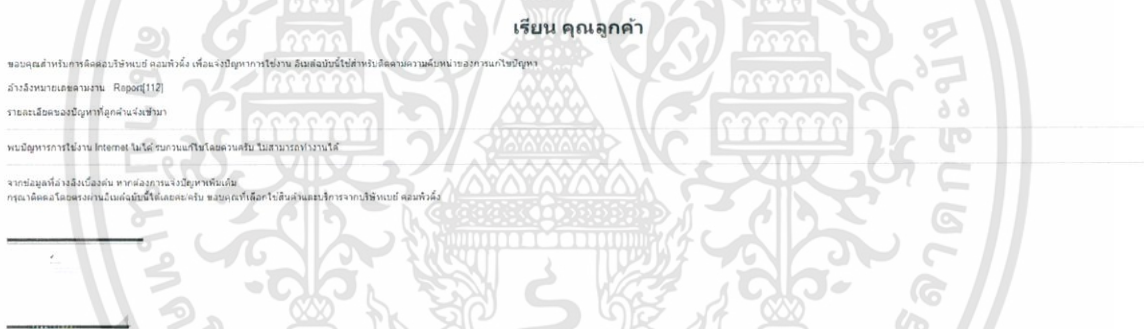 เรียน คุณลูกค้า
ขอบคุณสำหรับการติดต่อบริษัทเบย์ คอมพิวติ้ง เพื่อแจ้งปัญหาการใช้งาน อีเมล์ฉบับนี้ใช้สำหรับติดตามความคืบหน้าของการแก้ไขปัญหา
อ้างอิงหมายเลขตามงาน Report[112]
รายละเอียดของปัญหาที่ลูกค้าแจ้งเข้ามา
พบปัญหารการใช้งาน Internet ไม่ได้ รบกวนแก้ไขโดยด่วนครับ ไม่สามารถทำงานได้
จากข้อมูลที่อ้างอิงเบื้องต้น หากต้องการแจ้งปัญหาเพิ่มเติม
กรุณาติดต่อโดยตรงผ่านอีเมล์ฉบับนี้ได้เลยค่ะ/ครับ ขอบคุณที่เลือกใช้สินค้าและบริการจากบริษัทเบย์ คอมพิวติ้ง